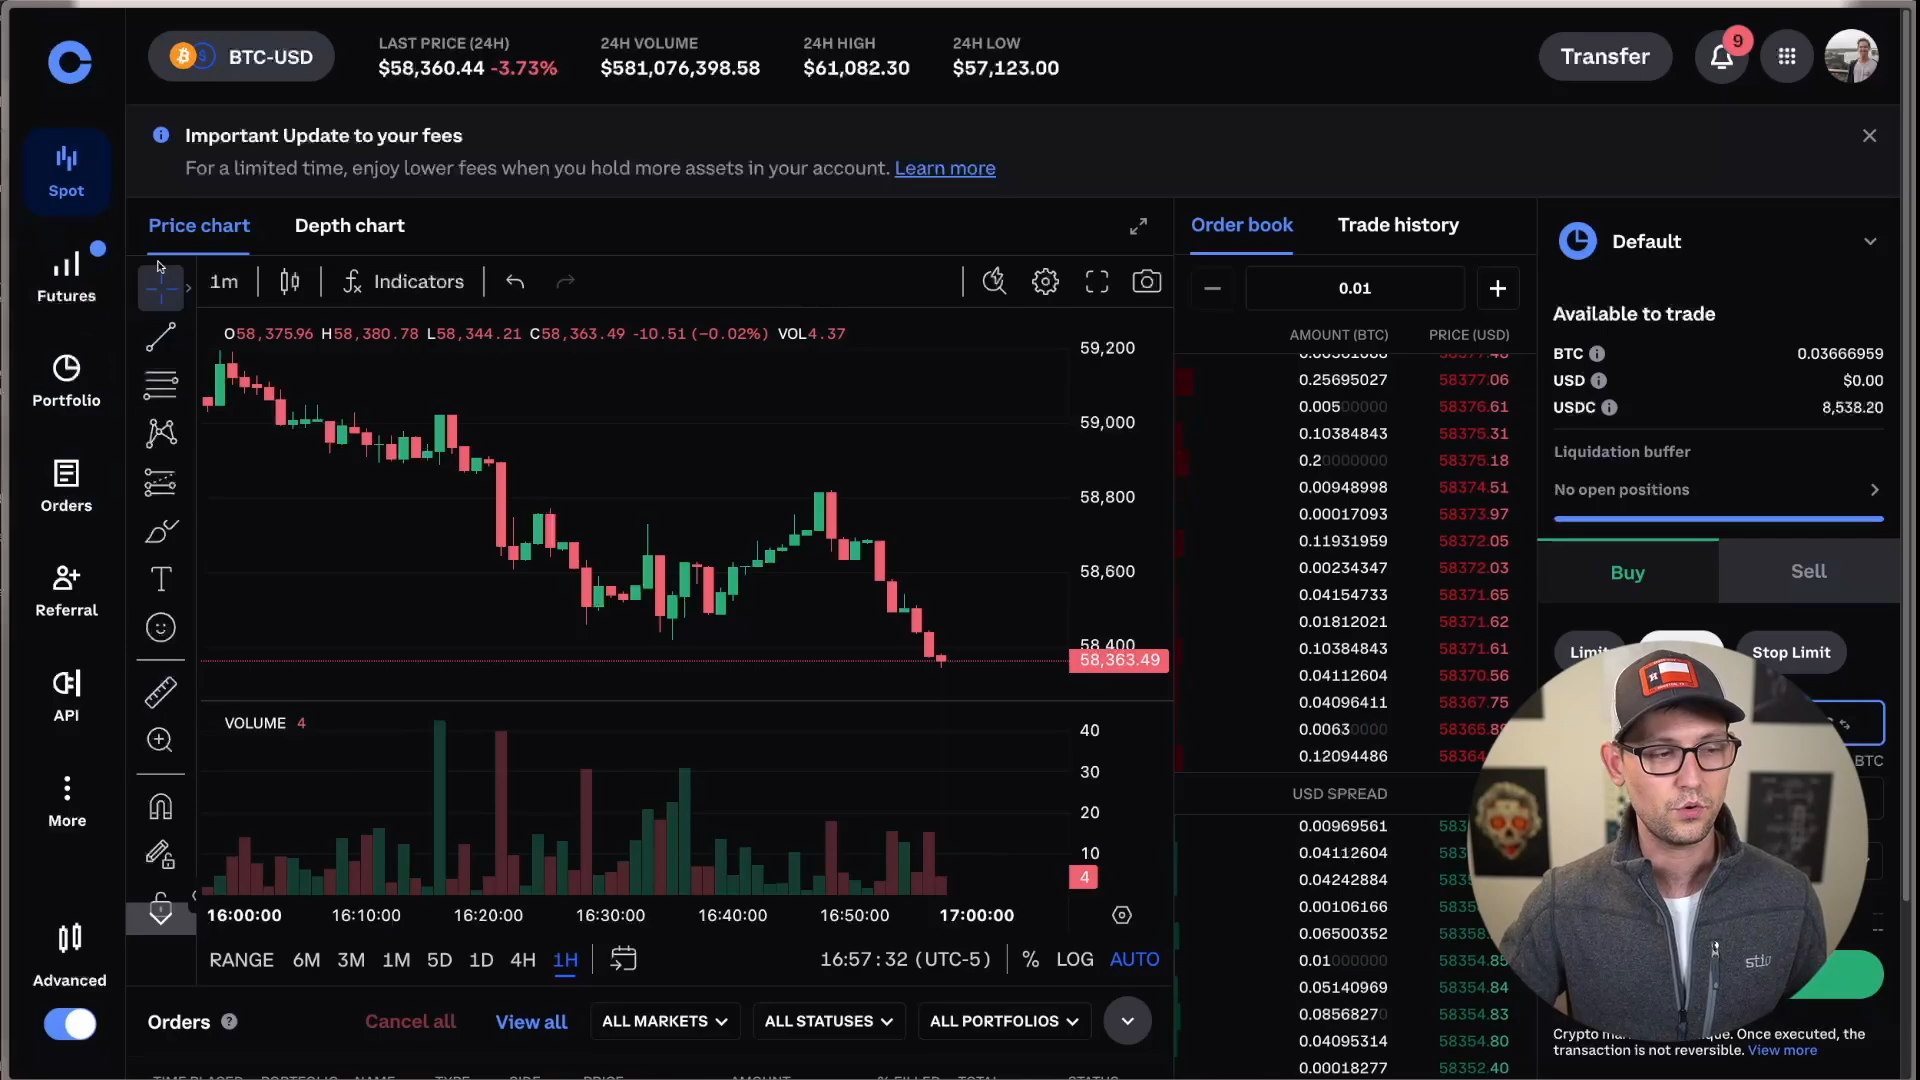 BTC-USD
LAST PRICE (24H)
$58,360.44 -3.73%
24H VOLUME
$581,076,398.58
24H HIGH
$61,082.30
24H LOW
$57,123.00
Transfer
9
Important Update to your fees
For a limited time, enjoy lower fees when you hold more assets in your account. Learn more
Spot
Futures
Portfolio
Orders
Referral
API
More
Advanced
Price chart
Depth chart
1m
Indicators
O58,375.96 H58,380.78 L58,344.21 C58,363.49 -10.51 (−0.02%) VOL4.37
59,200
59,000
58,800
58,600
58,400
58,363.49
VOLUME 4
40
30
20
10
4
16:00:00 16:10:00 16:20:00 16:30:00 16:40:00 16:50:00 17:00:00
RANGE 6M 3M 1M 5D 1D 4H 1H
16:57:32 (UTC-5)
% LOG AUTO
Orders
Cancel all
View all
ALL MARKETS
ALL STATUSES
ALL PORTFOLIOS
Order book
Trade history
0.01
AMOUNT (BTC) PRICE (USD)
0.25695027 58377.06
0.00500000 58376.61
0.10384843 58375.31
0.20000000 58375.18
0.00948998 58374.51
0.00017093 58373.97
0.11931959 58372.05
0.00234347 58372.03
0.04154733 58371.65
0.01812021 58371.62
0.10384843 58371.61
0.04112604 58370.56
0.04096411 58367.75
0.00630000
0.12094486
USD SPREAD
0.00969561
0.04112604
0.04242884
0.00106166
0.06500352
0.01000000 58354.85
0.05140969 58354.84
0.08568270 58354.83
0.04095314 58354.80
0.00018277 58352.40
Default
Available to trade
BTC 0.03666959
USD $0.00
USDC 8,538.20
Liquidation buffer
No open positions
Buy
Sell
Stop Limit
BTC
stio
transaction is not reversible. View more